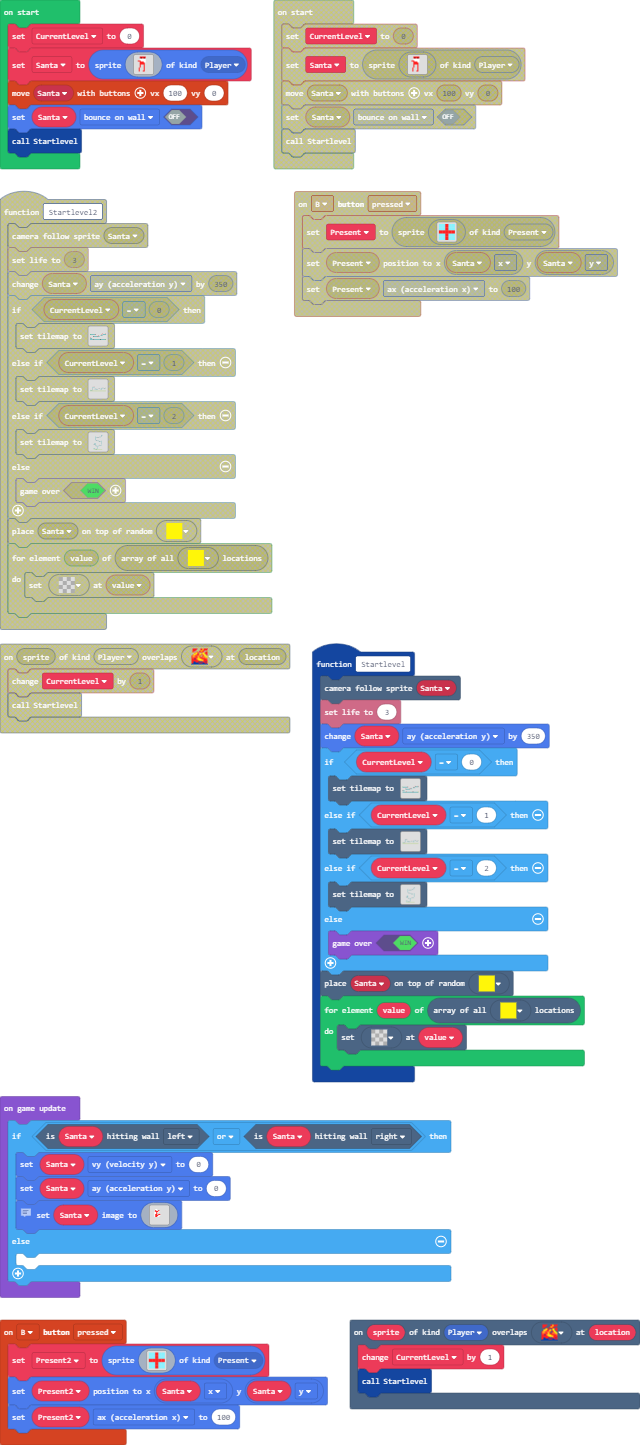 on start
set CurrentLevel to 0
set Santa to sprite of kind Player
move Santa with buttons vx 100 vy 0
set Santa bounce on wall OFF
call Startlevel
on start
set CurrentLevel to 0
set Santa to sprite of kind Player
move Santa with buttons vx 100 vy 0
set Santa bounce on wall OFF
call Startlevel
function Startlevel2
camera follow sprite Santa
set life to 3
change Santa ay (acceleration y) by 350
if CurrentLevel = 0 then
set tilemap to
else if CurrentLevel = 1 then
set tilemap to
else if CurrentLevel = 2 then
set tilemap to
else
game over WIN
place Santa on top of random
for element value of array of all locations
do set at value
on B button pressed
set Present to sprite of kind Present
set Present position to x Santa x y Santa y
set Present ax (acceleration x) to 100
on sprite of kind Player overlaps at location
change CurrentLevel by 1
call Startlevel
function Startlevel
camera follow sprite Santa
set life to 3
change Santa ay (acceleration y) by 350
if CurrentLevel = 0 then
set tilemap to
else if CurrentLevel = 1 then
set tilemap to
else if CurrentLevel = 2 then
set tilemap to
else
game over WIN
place Santa on top of random
for element value of array of all locations
do set at value
on game update
if is Santa hitting wall left or is Santa hitting wall right then
set Santa vy (velocity y) to 0
set Santa ay (acceleration y) to 0
set Santa image to
else
on B button pressed
set Present2 to sprite of kind Present
set Present2 position to x Santa x y Santa y
set Present2 ax (acceleration x) to 100
on sprite of kind Player overlaps at location
change CurrentLevel by 1
call Startlevel